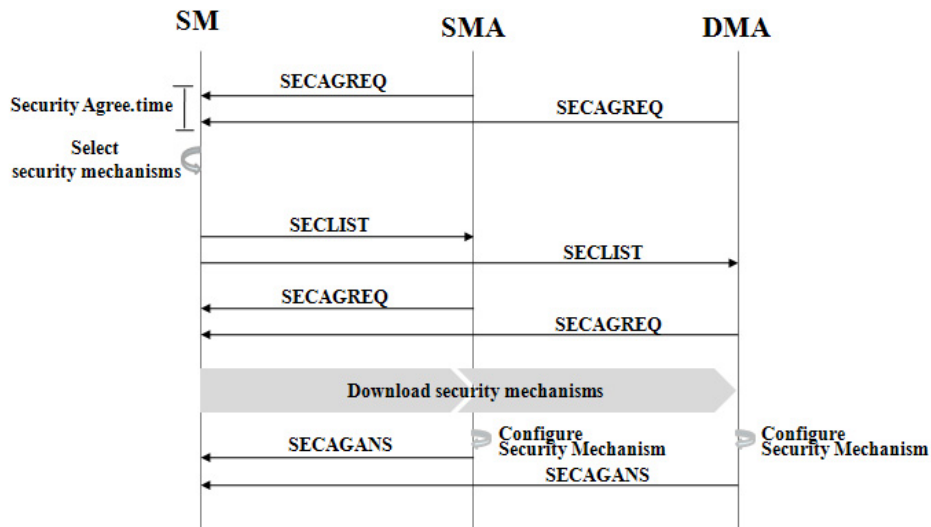 SM
SMA
DMA
SECAGREQ
Security Agree.time
SECAGREQ
Select
security mechanisms
SECLIST
SECLIST
SECAGREQ
SECAGREQ
Download security mechanisms
Configure
Security Mechanism
Configure
Security Mechanism
SECAGANS
SECAGANS